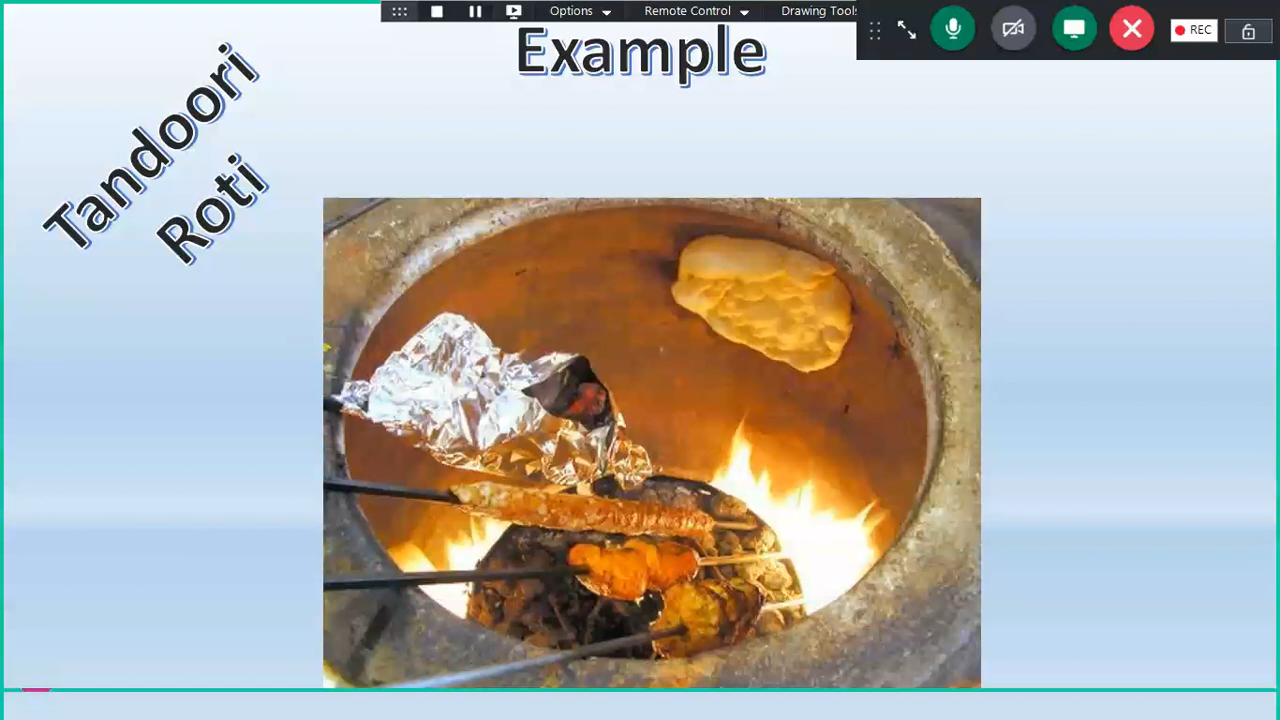 Options
Remote Control
Drawing Tools
REC
Example
Tandoori
Roti